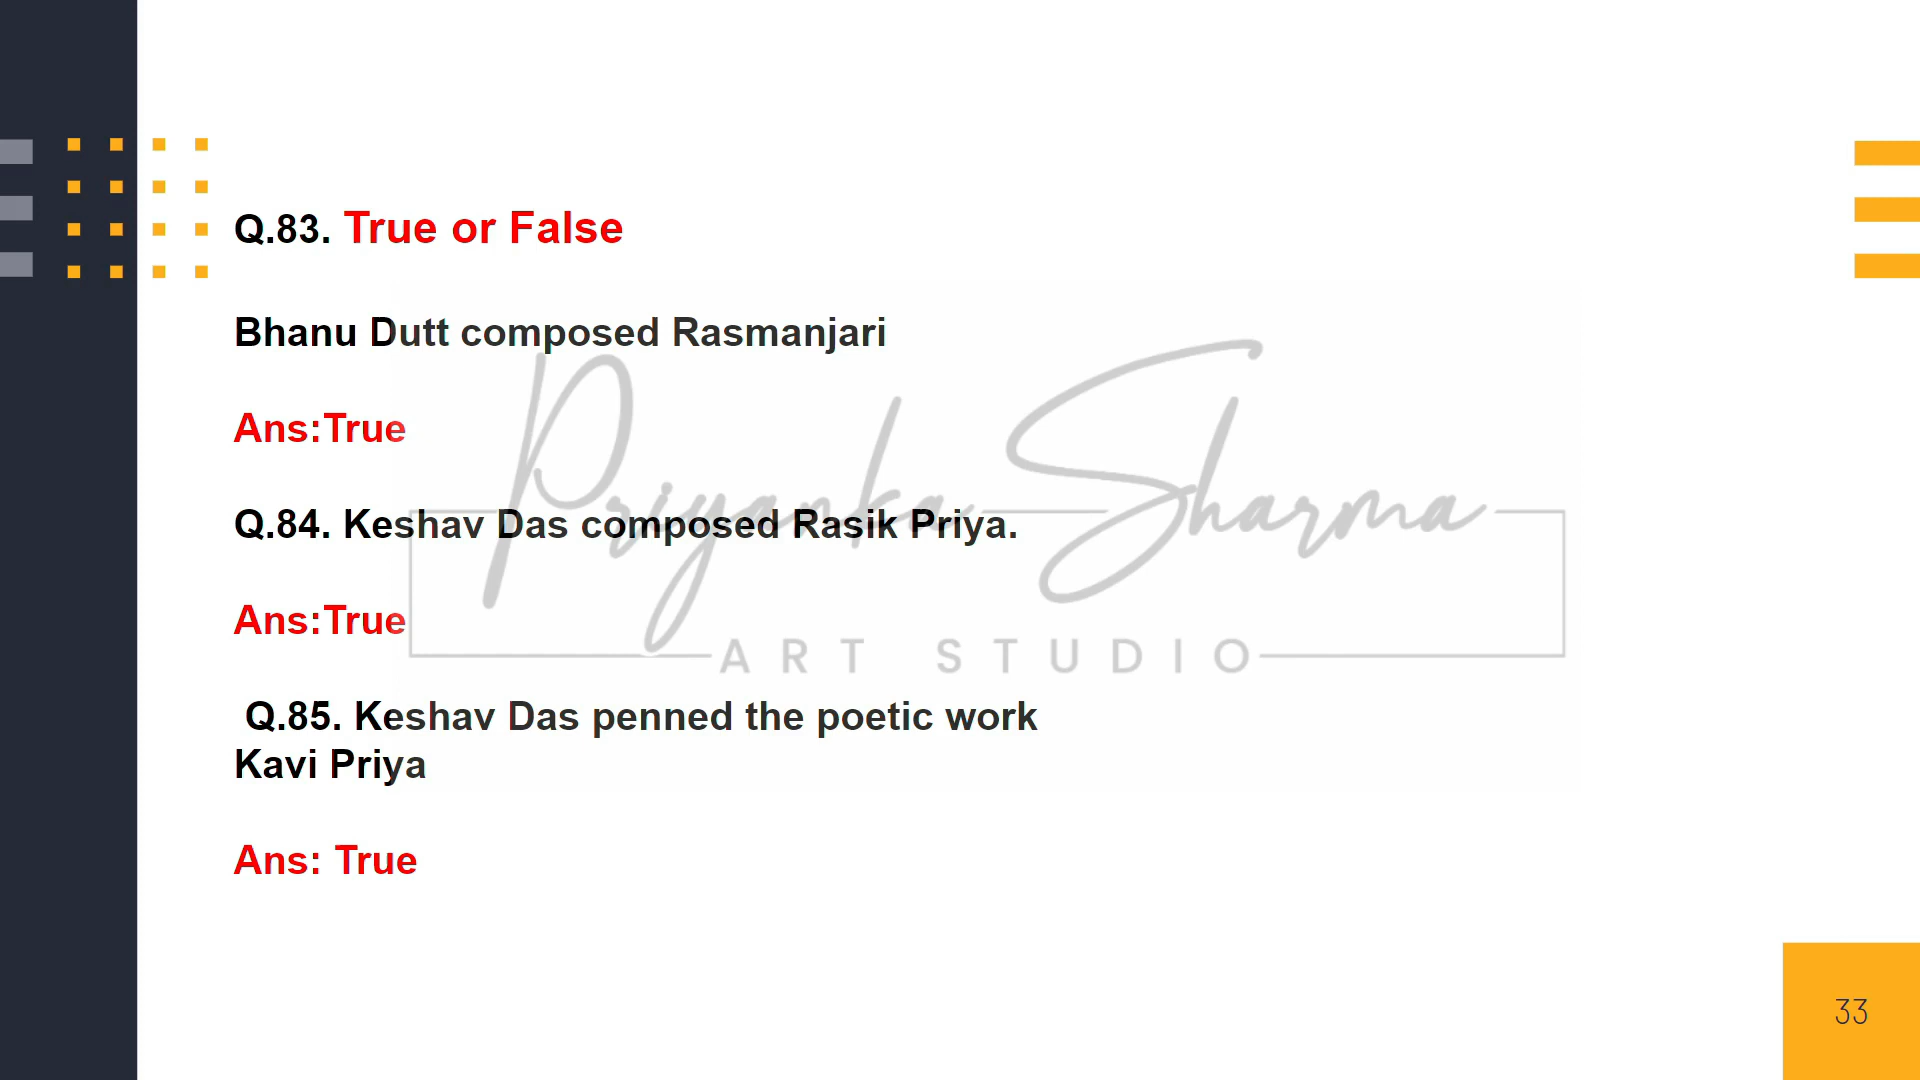 Q.83. True or False
Bhanu Dutt composed Rasmanjari
Ans:True
Q.84. Keshav Das composed Rasik Priya.
Ans:True
Q.85. Keshav Das penned the poetic work
Kavi Priya
Ans: True
Priyanka Sharma
ART STUDIO
33